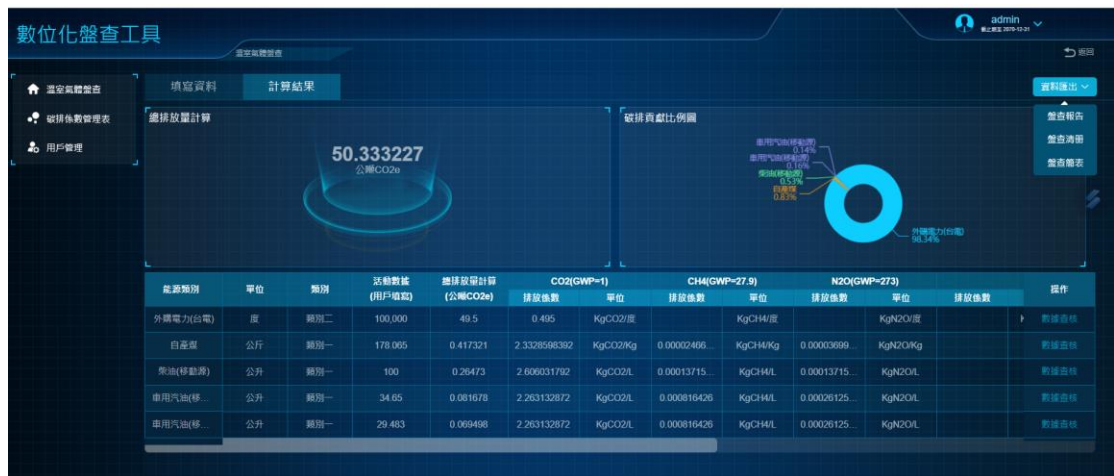 數位化盤查工具
admin
截止期至 2070-12-31
溫室氣體盤查
返回
溫室氣體盤查
碳排係數管理表
用戶管理
填寫資料 計算結果 資料匯出
盤查報告
盤查清冊
盤查簡表
總排放量計算
50.333227
公噸CO2e
碳排貢獻比例圖
車用汽油(移動源)
0.14%
車用汽油(移動源)
0.16%
柴油(移動源)
0.53%
自產煤
0.83%
外購電力(台電)
98.34%
能源類別 單位 類別 活動數據 (用戶填寫) 總排放量計算 (公噸CO2e) CO2(GWP=1) CH4(GWP=27.9) N2O(GWP=273) 操作
排放係數 單位 排放係數 單位 排放係數 單位 排放係數
外購電力(台電) 度 類別二 100,000 49.5 0.495 KgCO2/度 KgCH4/度 KgN2O/度 數據查核
自產煤 公斤 類別一 178.065 0.417321 2.3328598392 KgCO2/Kg 0.00002466... KgCH4/Kg 0.00003699... KgN2O/Kg 數據查核
柴油(移動源) 公升 類別一 100 0.26473 2.606031792 KgCO2/L 0.00013715... KgCH4/L 0.00013715... KgN2O/L 數據查核
車用汽油(移... 公升 類別一 34.65 0.081678 2.263132872 KgCO2/L 0.000816426 KgCH4/L 0.00026125... KgN2O/L 數據查核
車用汽油(移... 公升 類別一 29.483 0.069498 2.263132872 KgCO2/L 0.000816426 KgCH4/L 0.00026125... KgN2O/L 數據查核